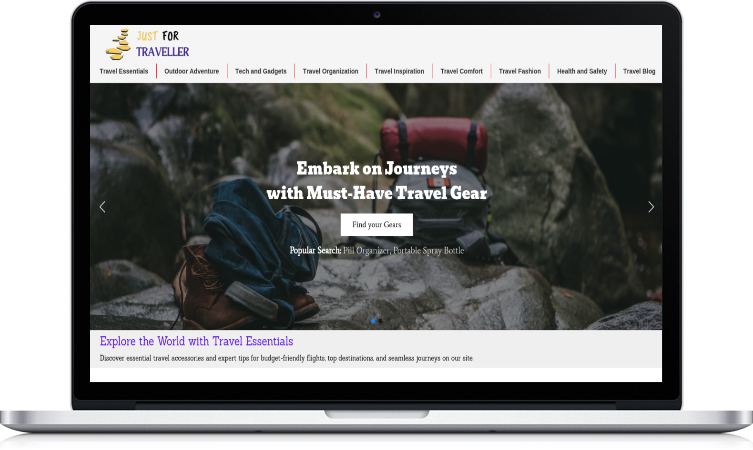 JUST FOR
TRAVELLER
Travel Essentials
Outdoor Adventure
Tech and Gadgets
Travel Organization
Travel Inspiration
Travel Comfort
Travel Fashion
Health and Safety
Travel Blog
Embark on Journeys
with Must-Have Travel Gear
Find your Gears
Popular Search: Pill Organizer, Portable Spray Bottle
Explore the World with Travel Essentials
Discover essential travel accessories and expert tips for budget-friendly flights, top destinations, and seamless journeys on our site.